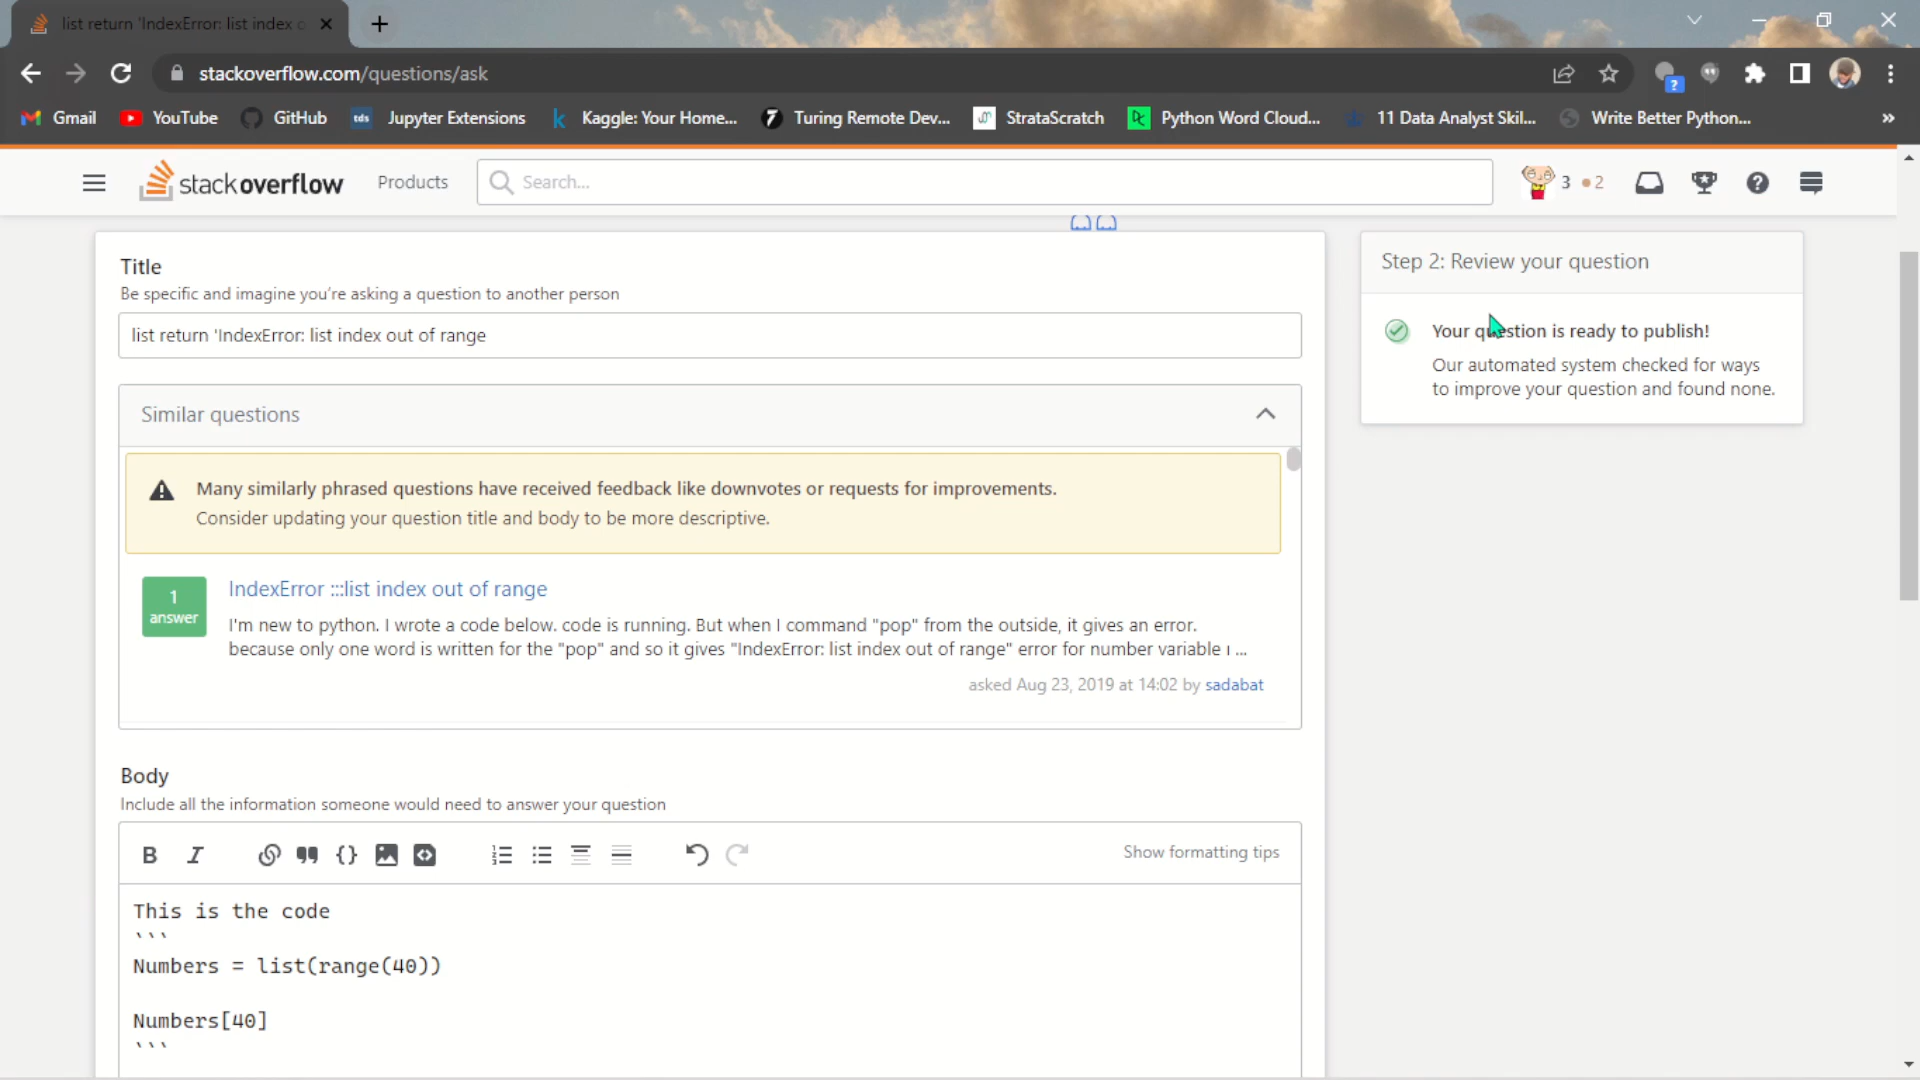 list return 'IndexError: list index o
stackoverflow.com/questions/ask
?
Gmail
YouTube
GitHub
tds Jupyter Extensions
k Kaggle: Your Home...
Turing Remote Dev...
StrataScratch
Python Word Cloud...
11 Data Analyst Skil...
Write Better Python...
»
stackoverflow
Products
Search...
3 2
Title
Be specific and imagine you're asking a question to another person
list return 'IndexError: list index out of range
Similar questions
Many similarly phrased questions have received feedback like downvotes or requests for improvements.
Consider updating your question title and body to be more descriptive.
1
answer
IndexError :::list index out of range
I'm new to python. I wrote a code below. code is running. But when I command "pop" from the outside, it gives an error.
because only one word is written for the "pop" and so it gives "IndexError: list index out of range" error for number variable ı ...
asked Aug 23, 2019 at 14:02 by sadabat
Body
Include all the information someone would need to answer your question
B I
Show formatting tips
This is the code
```
Numbers = list(range(40))
Numbers[40]
```
Step 2: Review your question
Your question is ready to publish!
Our automated system checked for ways
to improve your question and found none.